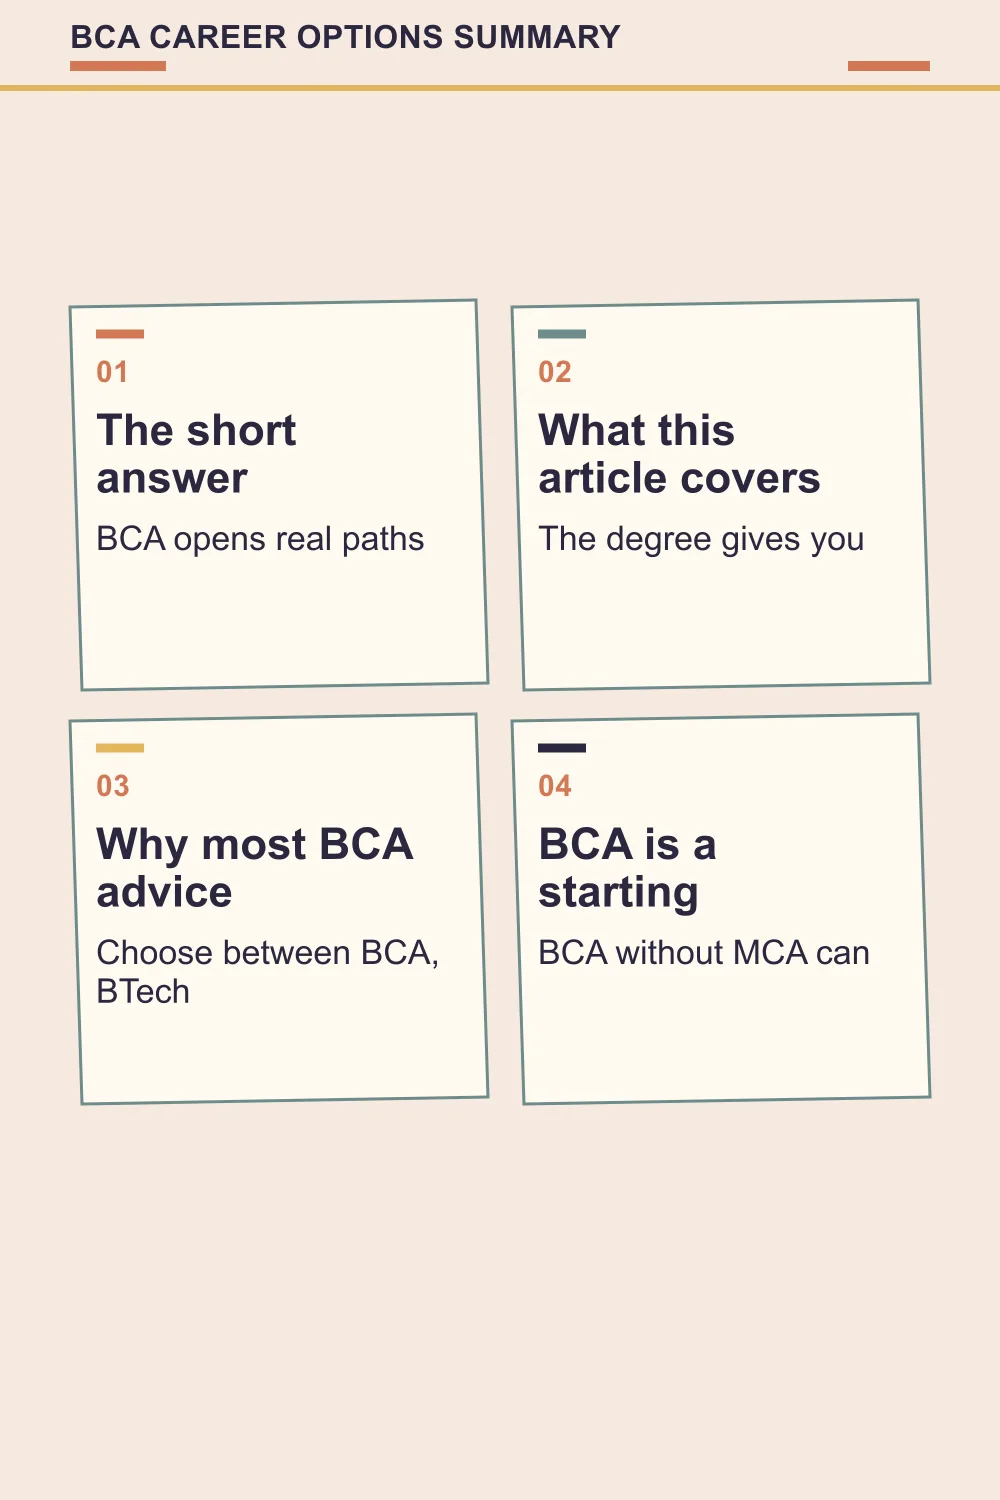 BCA CAREER OPTIONS SUMMARY
01
The short
answer
BCA opens real paths
02
What this
article covers
The degree gives you
03
Why most BCA
advice
Choose between BCA,
BTech
04
BCA is a
starting
BCA without MCA can